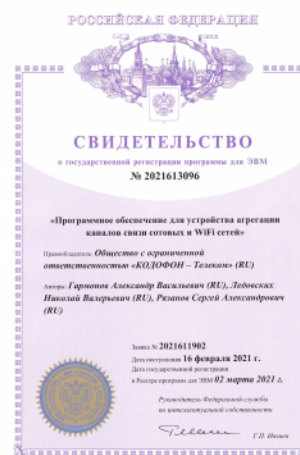 РОССИЙСКАЯ ФЕДЕРАЦИЯ
СВИДЕТЕЛЬСТВО
о государственной регистрации программы для ЭВМ
№ 2021613096
«Программное обеспечение для устройства агрегации
каналов связи сотовых и WiFi сетей»
Правообладатель: Общество с ограниченной
ответственностью «КОДОФОН – Телеком» (RU)
Авторы: Гармонов Александр Васильевич (RU), Ледовских
Николай Валерьевич (RU), Рязанов Сергей Александрович
(RU)
Заявка № 2021611902
Дата поступления 16 февраля 2021 г.
Дата государственной регистрации
в Реестре программ для ЭВМ 02 марта 2021 г.
Руководитель Федеральной службы
по интеллектуальной собственности
Г.П. Ивлиев